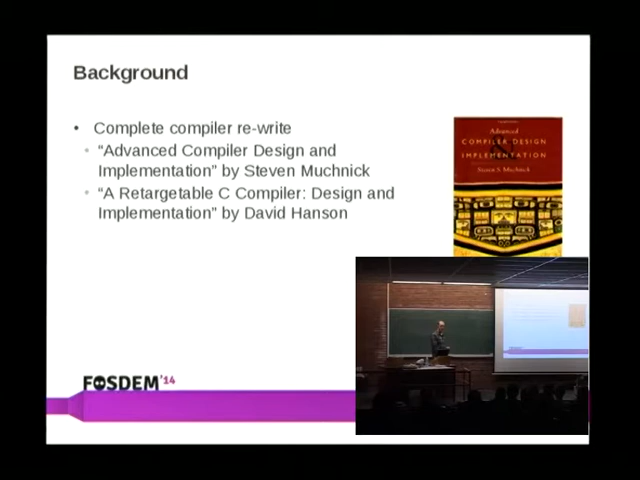 Background
• Complete compiler re-write
“Advanced Compiler Design and
Implementation” by Steven Muchnick
“A Retargetable C Compiler: Design and
Implementation” by David Hanson
Advanced
COMPILER DESIGN
&
IMPLEMENTATION
Steven S. Muchnick
FOSDEM'14